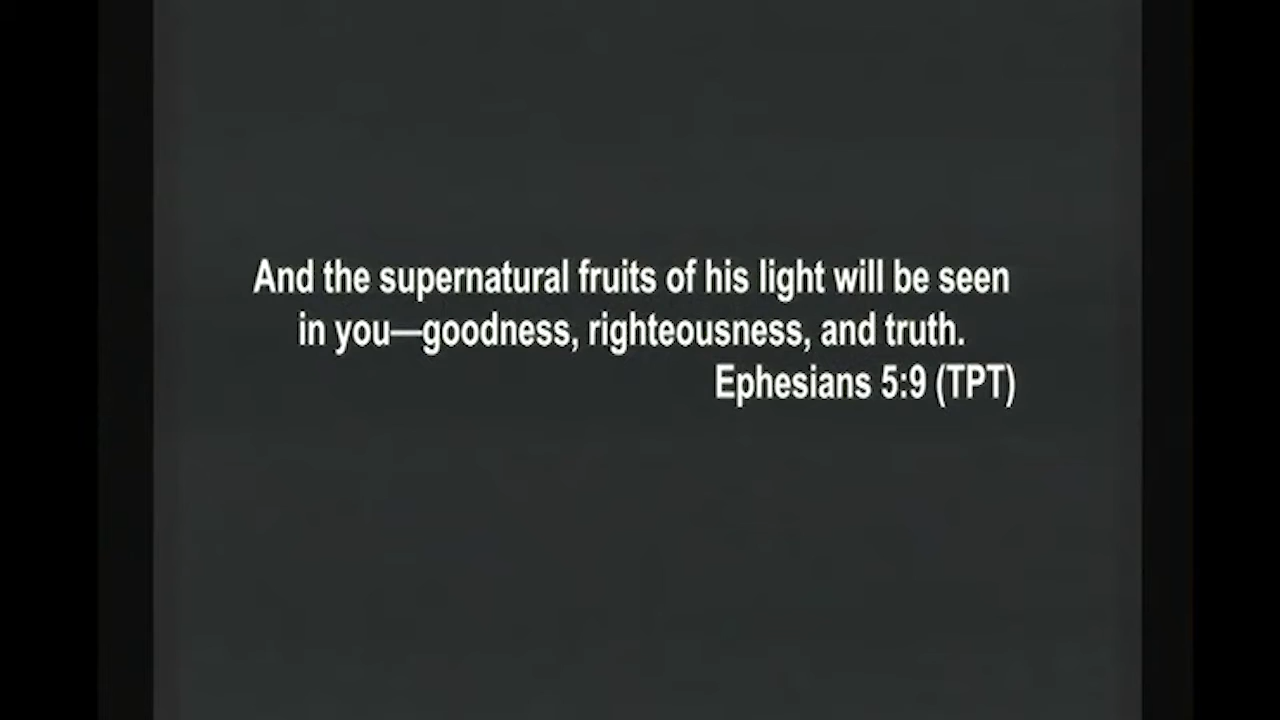 And the supernatural fruits of his light will be seen
in you—goodness, righteousness, and truth.
Ephesians 5:9 (TPT)